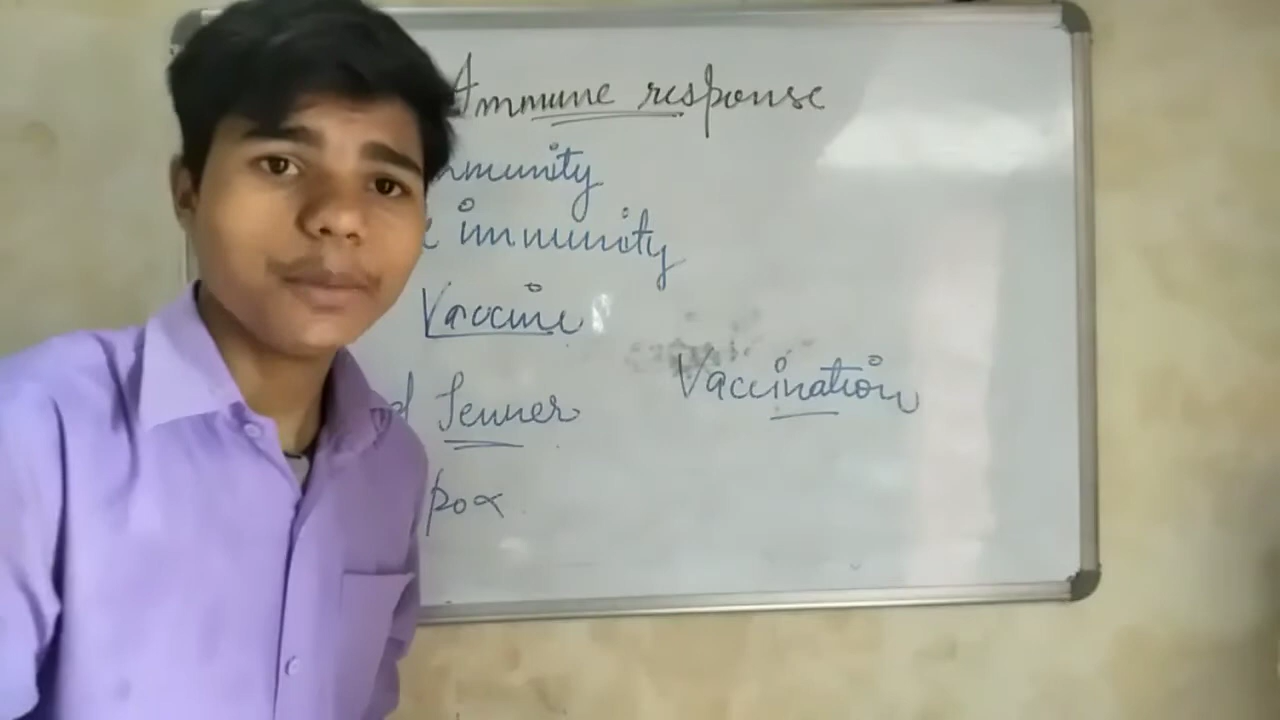 Immune response
mmunity
immunity
Vaccine
Jenner
Vaccination
pox